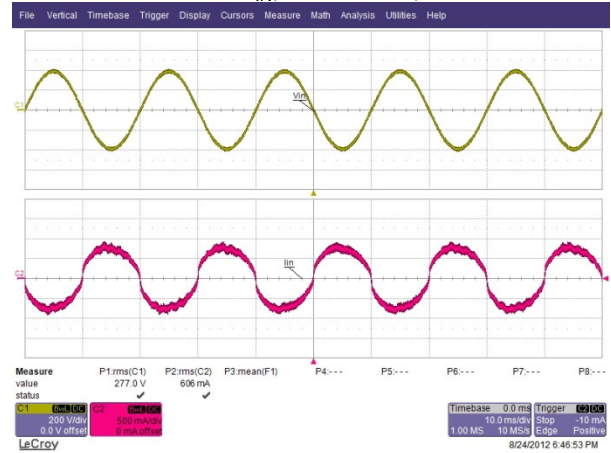 File Vertical Timebase Trigger Display Cursors Measure Math Analysis Utilities Help
C1
Vin
C2
Iin
Measure P1:rms(C1) P2:rms(C2) P3:mean(F1) P4:- - - P5:- - - P6:- - - P7:- - - P8:- - -
value 277.0 V 606 mA
status ✓ ✓
C1 BwL DC C2 BwL DC Timebase 0.0 ms Trigger C2 DC
200 V/div 500 mA/div 10.0 ms/div Stop -10 mA
0.0 V offset 0 mA offset 1.00 MS 10 MS/s Edge Positive
LeCroy 8/24/2012 6:46:53 PM